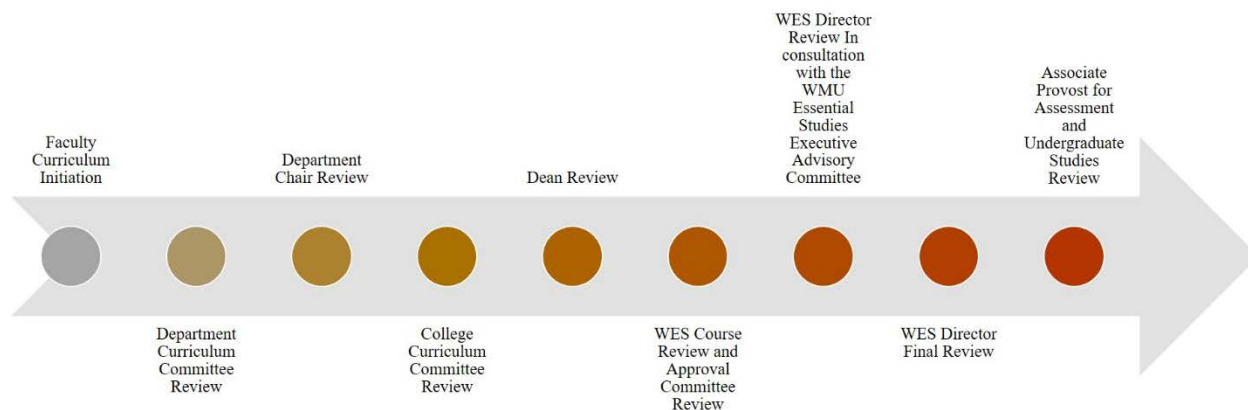 Faculty
Curriculum
Initiation
Department
Curriculum
Committee
Review
Department
Chair Review
College
Curriculum
Committee
Review
Dean Review
WES Course
Review and
Approval
Committee
Review
WES Director
Review In
consultation
with the
WMU
Essential
Studies
Executive
Advisory
Committee
WES Director
Final Review
Associate
Provost for
Assessment
and
Undergraduate
Studies
Review